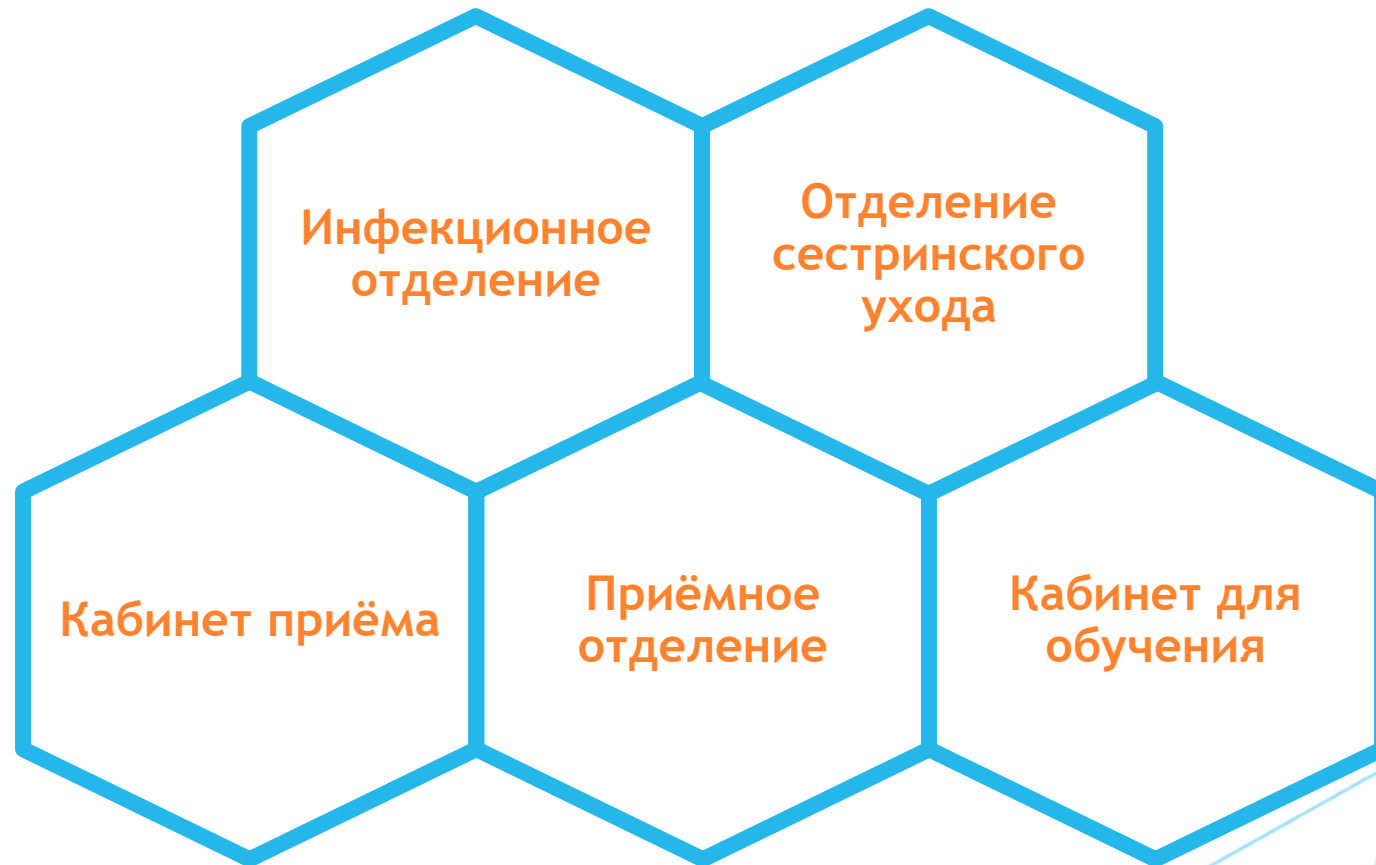 Инфекционное
отделение
Отделение
сестринского
ухода
Кабинет приёма
Приёмное
отделение
Кабинет для
обучения